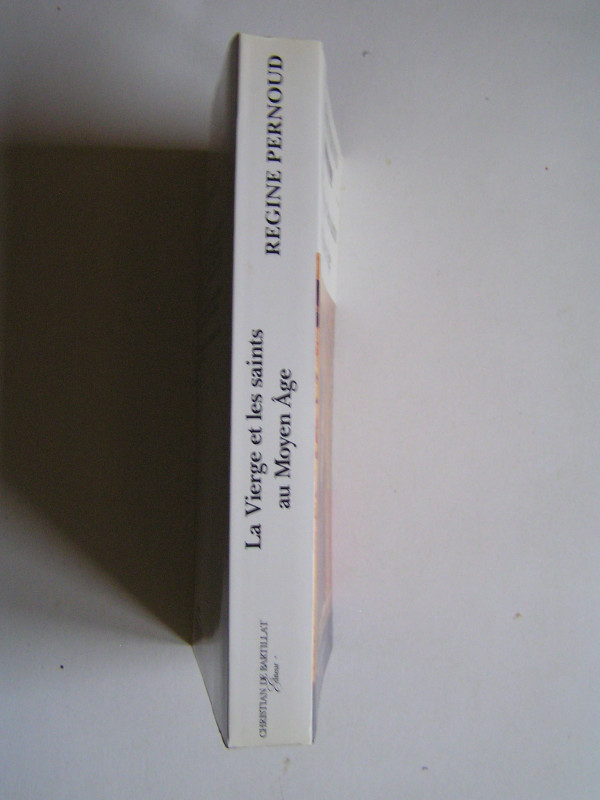 REGINE PERNOUD
La Vierge et les saints
au Moyen Âge
CHRISTIAN DE BARTILLAT